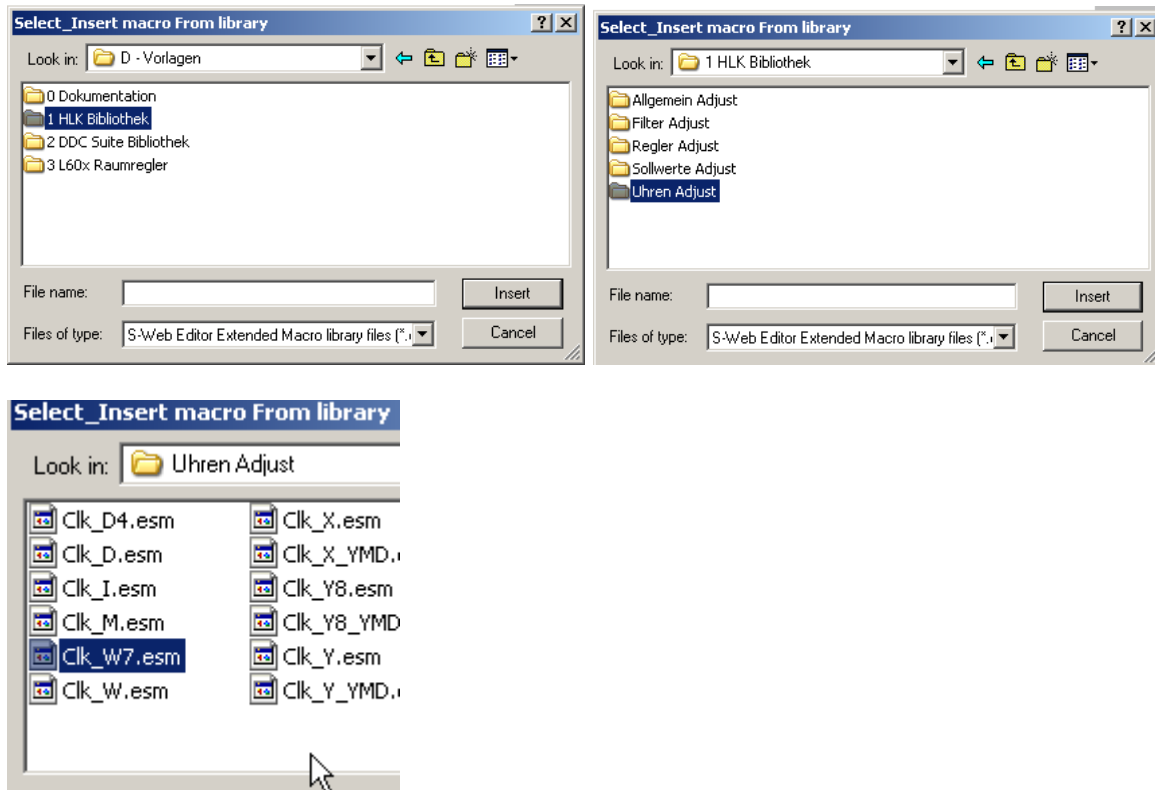 Select_Insert macro From library
Look in: D - Vorlagen
0 Dokumentation
1 HLK Bibliothek
2 DDC Suite Bibliothek
3 L60x Raumregler
File name:
Insert
Files of type: S-Web Editor Extended Macro library files (*.
Cancel
Select_Insert macro From library
Look in: 1 HLK Bibliothek
Allgemein Adjust
Filter Adjust
Regler Adjust
Sollwerte Adjust
Uhren Adjust
File name:
Insert
Files of type: S-Web Editor Extended Macro library files (*.
Cancel
Select_Insert macro From library
Look in: Uhren Adjust
Clk_D4.esm
Clk_D.esm
Clk_I.esm
Clk_M.esm
Clk_W7.esm
Clk_W.esm
Clk_X.esm
Clk_X_YMD.
Clk_Y8.esm
Clk_Y8_YMD
Clk_Y.esm
Clk_Y_YMD.